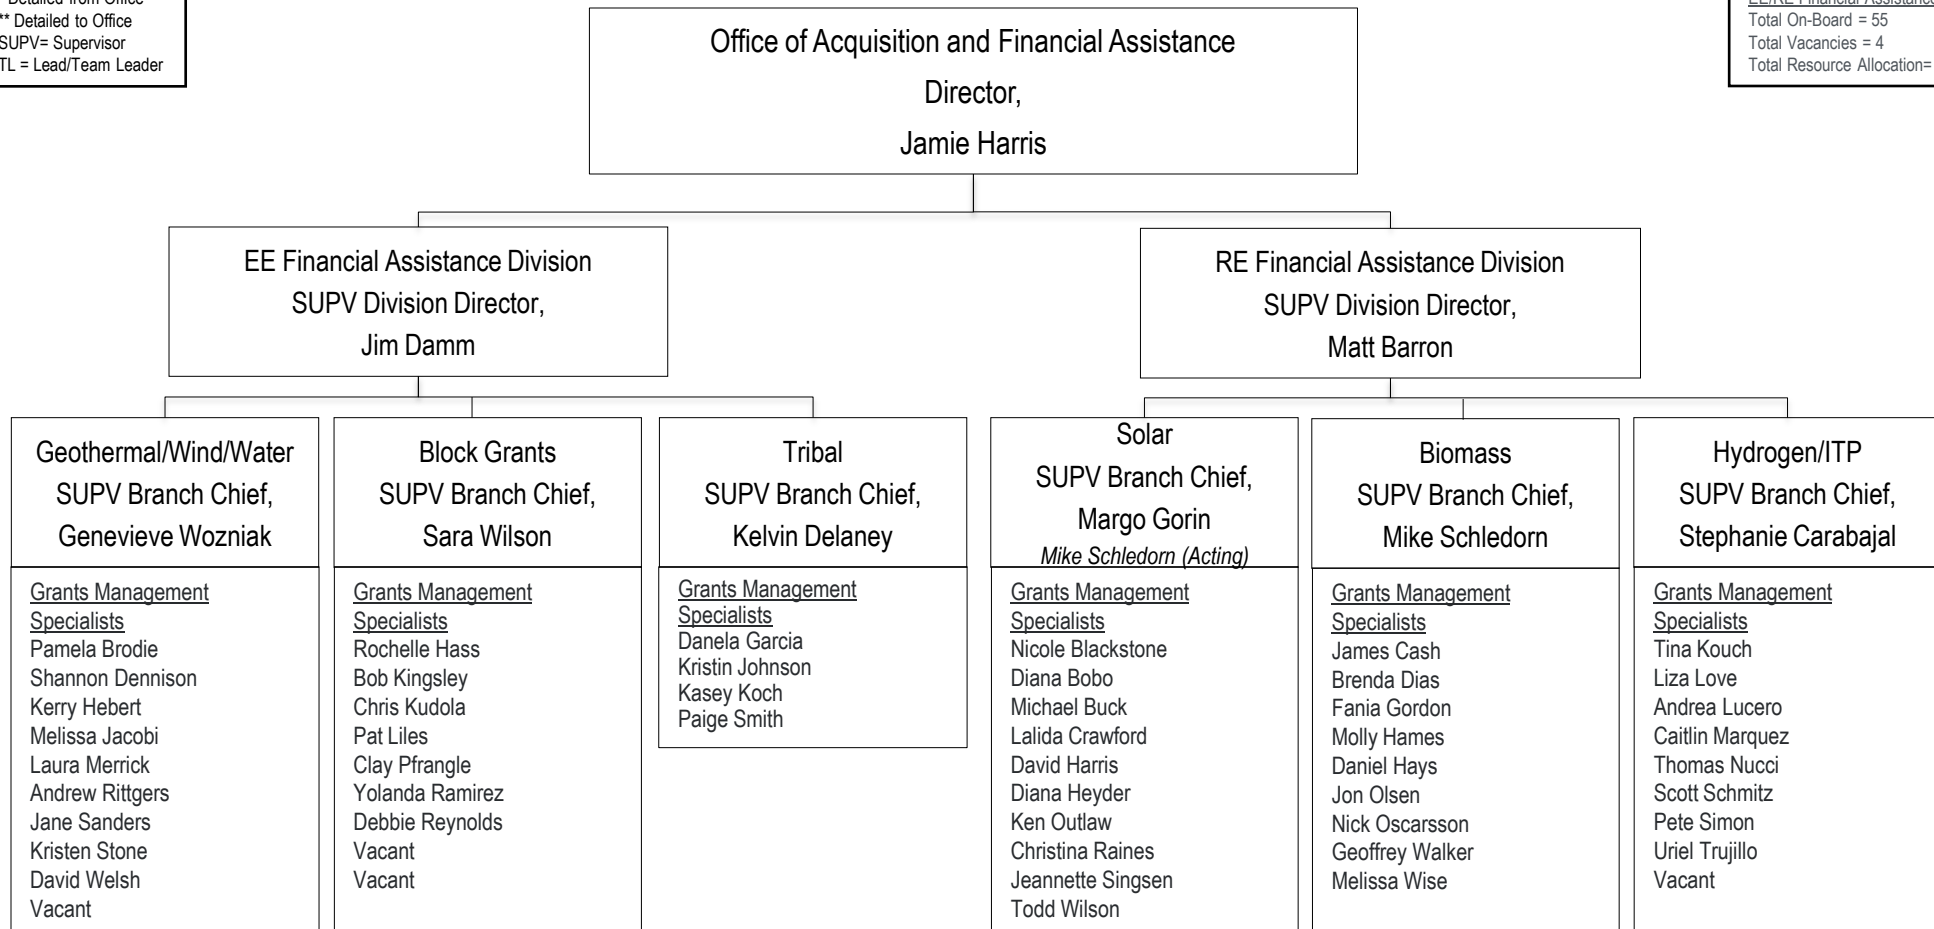 Detailed from Office
** Detailed to Office
SUPV= Supervisor
TL = Lead/Team Leader
EE/RE Financial Assistance
Total On-Board = 55
Total Vacancies = 4
Total Resource Allocation=
Office of Acquisition and Financial Assistance
Director,
Jamie Harris
EE Financial Assistance Division
SUPV Division Director,
Jim Damm
RE Financial Assistance Division
SUPV Division Director,
Matt Barron
Geothermal/Wind/Water
SUPV Branch Chief,
Genevieve Wozniak
Grants Management
Specialists
Pamela Brodie
Shannon Dennison
Kerry Hebert
Melissa Jacobi
Laura Merrick
Andrew Rittgers
Jane Sanders
Kristen Stone
David Welsh
Vacant
Block Grants
SUPV Branch Chief,
Sara Wilson
Grants Management
Specialists
Rochelle Hass
Bob Kingsley
Chris Kudola
Pat Liles
Clay Pfrangle
Yolanda Ramirez
Debbie Reynolds
Vacant
Vacant
Tribal
SUPV Branch Chief,
Kelvin Delaney
Grants Management
Specialists
Danela Garcia
Kristin Johnson
Kasey Koch
Paige Smith
Solar
SUPV Branch Chief,
Margo Gorin
Mike Schledorn (Acting)
Grants Management
Specialists
Nicole Blackstone
Diana Bobo
Michael Buck
Lalida Crawford
David Harris
Diana Heyder
Ken Outlaw
Christina Raines
Jeannette Singsen
Todd Wilson
Biomass
SUPV Branch Chief,
Mike Schledorn
Grants Management
Specialists
James Cash
Brenda Dias
Fania Gordon
Molly Hames
Daniel Hays
Jon Olsen
Nick Oscarsson
Geoffrey Walker
Melissa Wise
Hydrogen/ITP
SUPV Branch Chief,
Stephanie Carabajal
Grants Management
Specialists
Tina Kouch
Liza Love
Andrea Lucero
Caitlin Marquez
Thomas Nucci
Scott Schmitz
Pete Simon
Uriel Trujillo
Vacant